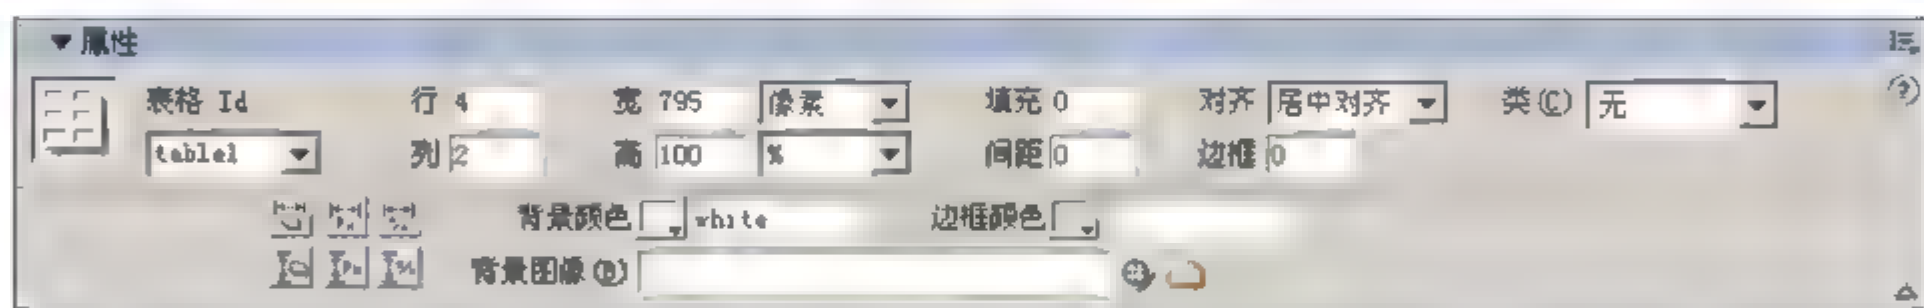 属性
表格 Id 行 4 宽 795 像素 填充 0 对齐 居中对齐 类(C) 无
table1 列 2 高 100 % 间距 0 边框 0
背景颜色 white 边框颜色
背景图像(B)